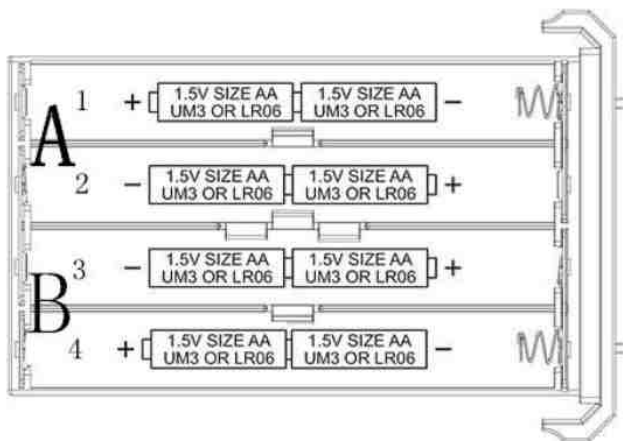 A
1 + 1.5V SIZE AA 1.5V SIZE AA -
UM3 OR LR06 UM3 OR LR06
2 - 1.5V SIZE AA 1.5V SIZE AA +
UM3 OR LR06 UM3 OR LR06
B
3 - 1.5V SIZE AA 1.5V SIZE AA +
UM3 OR LR06 UM3 OR LR06
4 + 1.5V SIZE AA 1.5V SIZE AA -
UM3 OR LR06 UM3 OR LR06